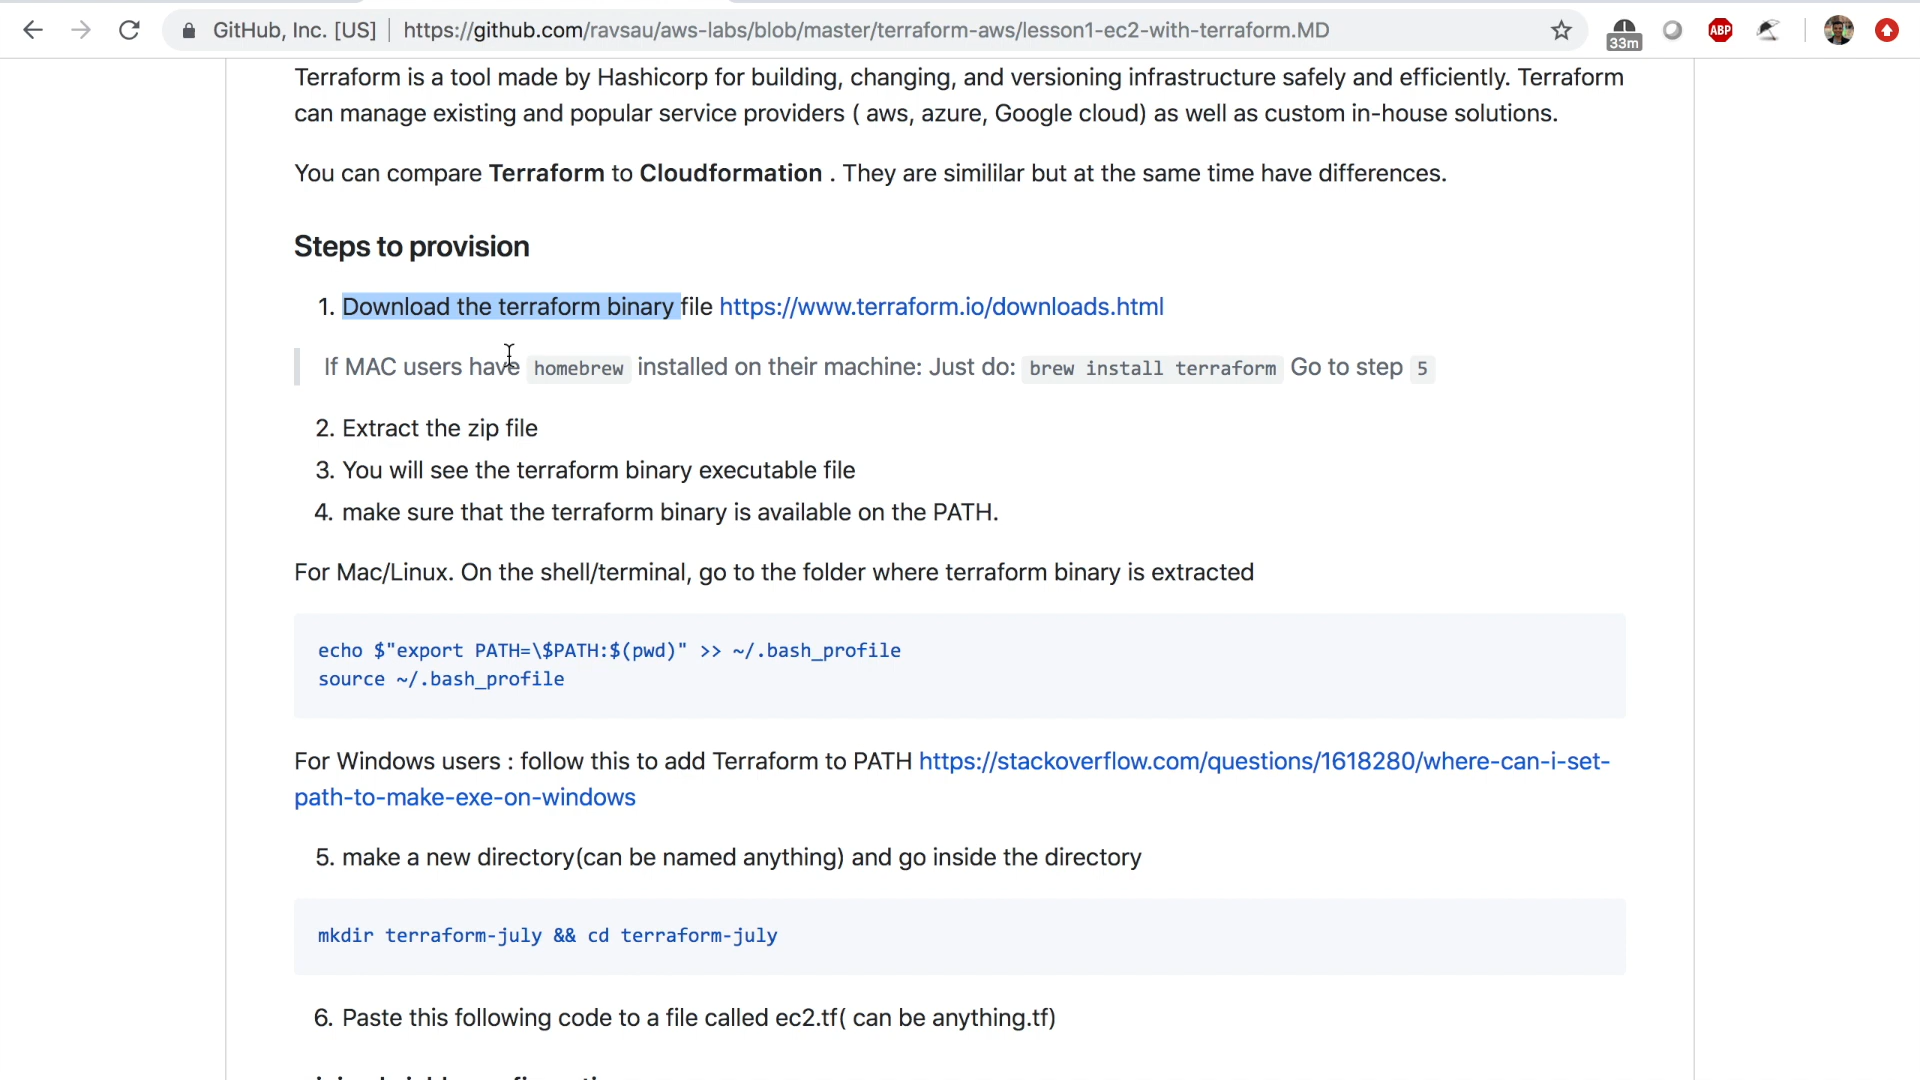 GitHub, Inc. [US] https://github.com/ravsau/aws-labs/blob/master/terraform-aws/lesson1-ec2-with-terraform.MD
33m
ABP
Terraform is a tool made by Hashicorp for building, changing, and versioning infrastructure safely and efficiently. Terraform
can manage existing and popular service providers ( aws, azure, Google cloud) as well as custom in-house solutions.
You can compare Terraform to Cloudformation . They are simililar but at the same time have differences.
Steps to provision
1. Download the terraform binary file https://www.terraform.io/downloads.html
If MAC users have homebrew installed on their machine: Just do: brew install terraform Go to step 5
2. Extract the zip file
3. You will see the terraform binary executable file
4. make sure that the terraform binary is available on the PATH.
For Mac/Linux. On the shell/terminal, go to the folder where terraform binary is extracted
echo $"export PATH=\$PATH:$(pwd)" >> ~/.bash_profile
source ~/.bash_profile
For Windows users : follow this to add Terraform to PATH https://stackoverflow.com/questions/1618280/where-can-i-set-
path-to-make-exe-on-windows
5. make a new directory(can be named anything) and go inside the directory
mkdir terraform-july && cd terraform-july
6. Paste this following code to a file called ec2.tf( can be anything.tf)